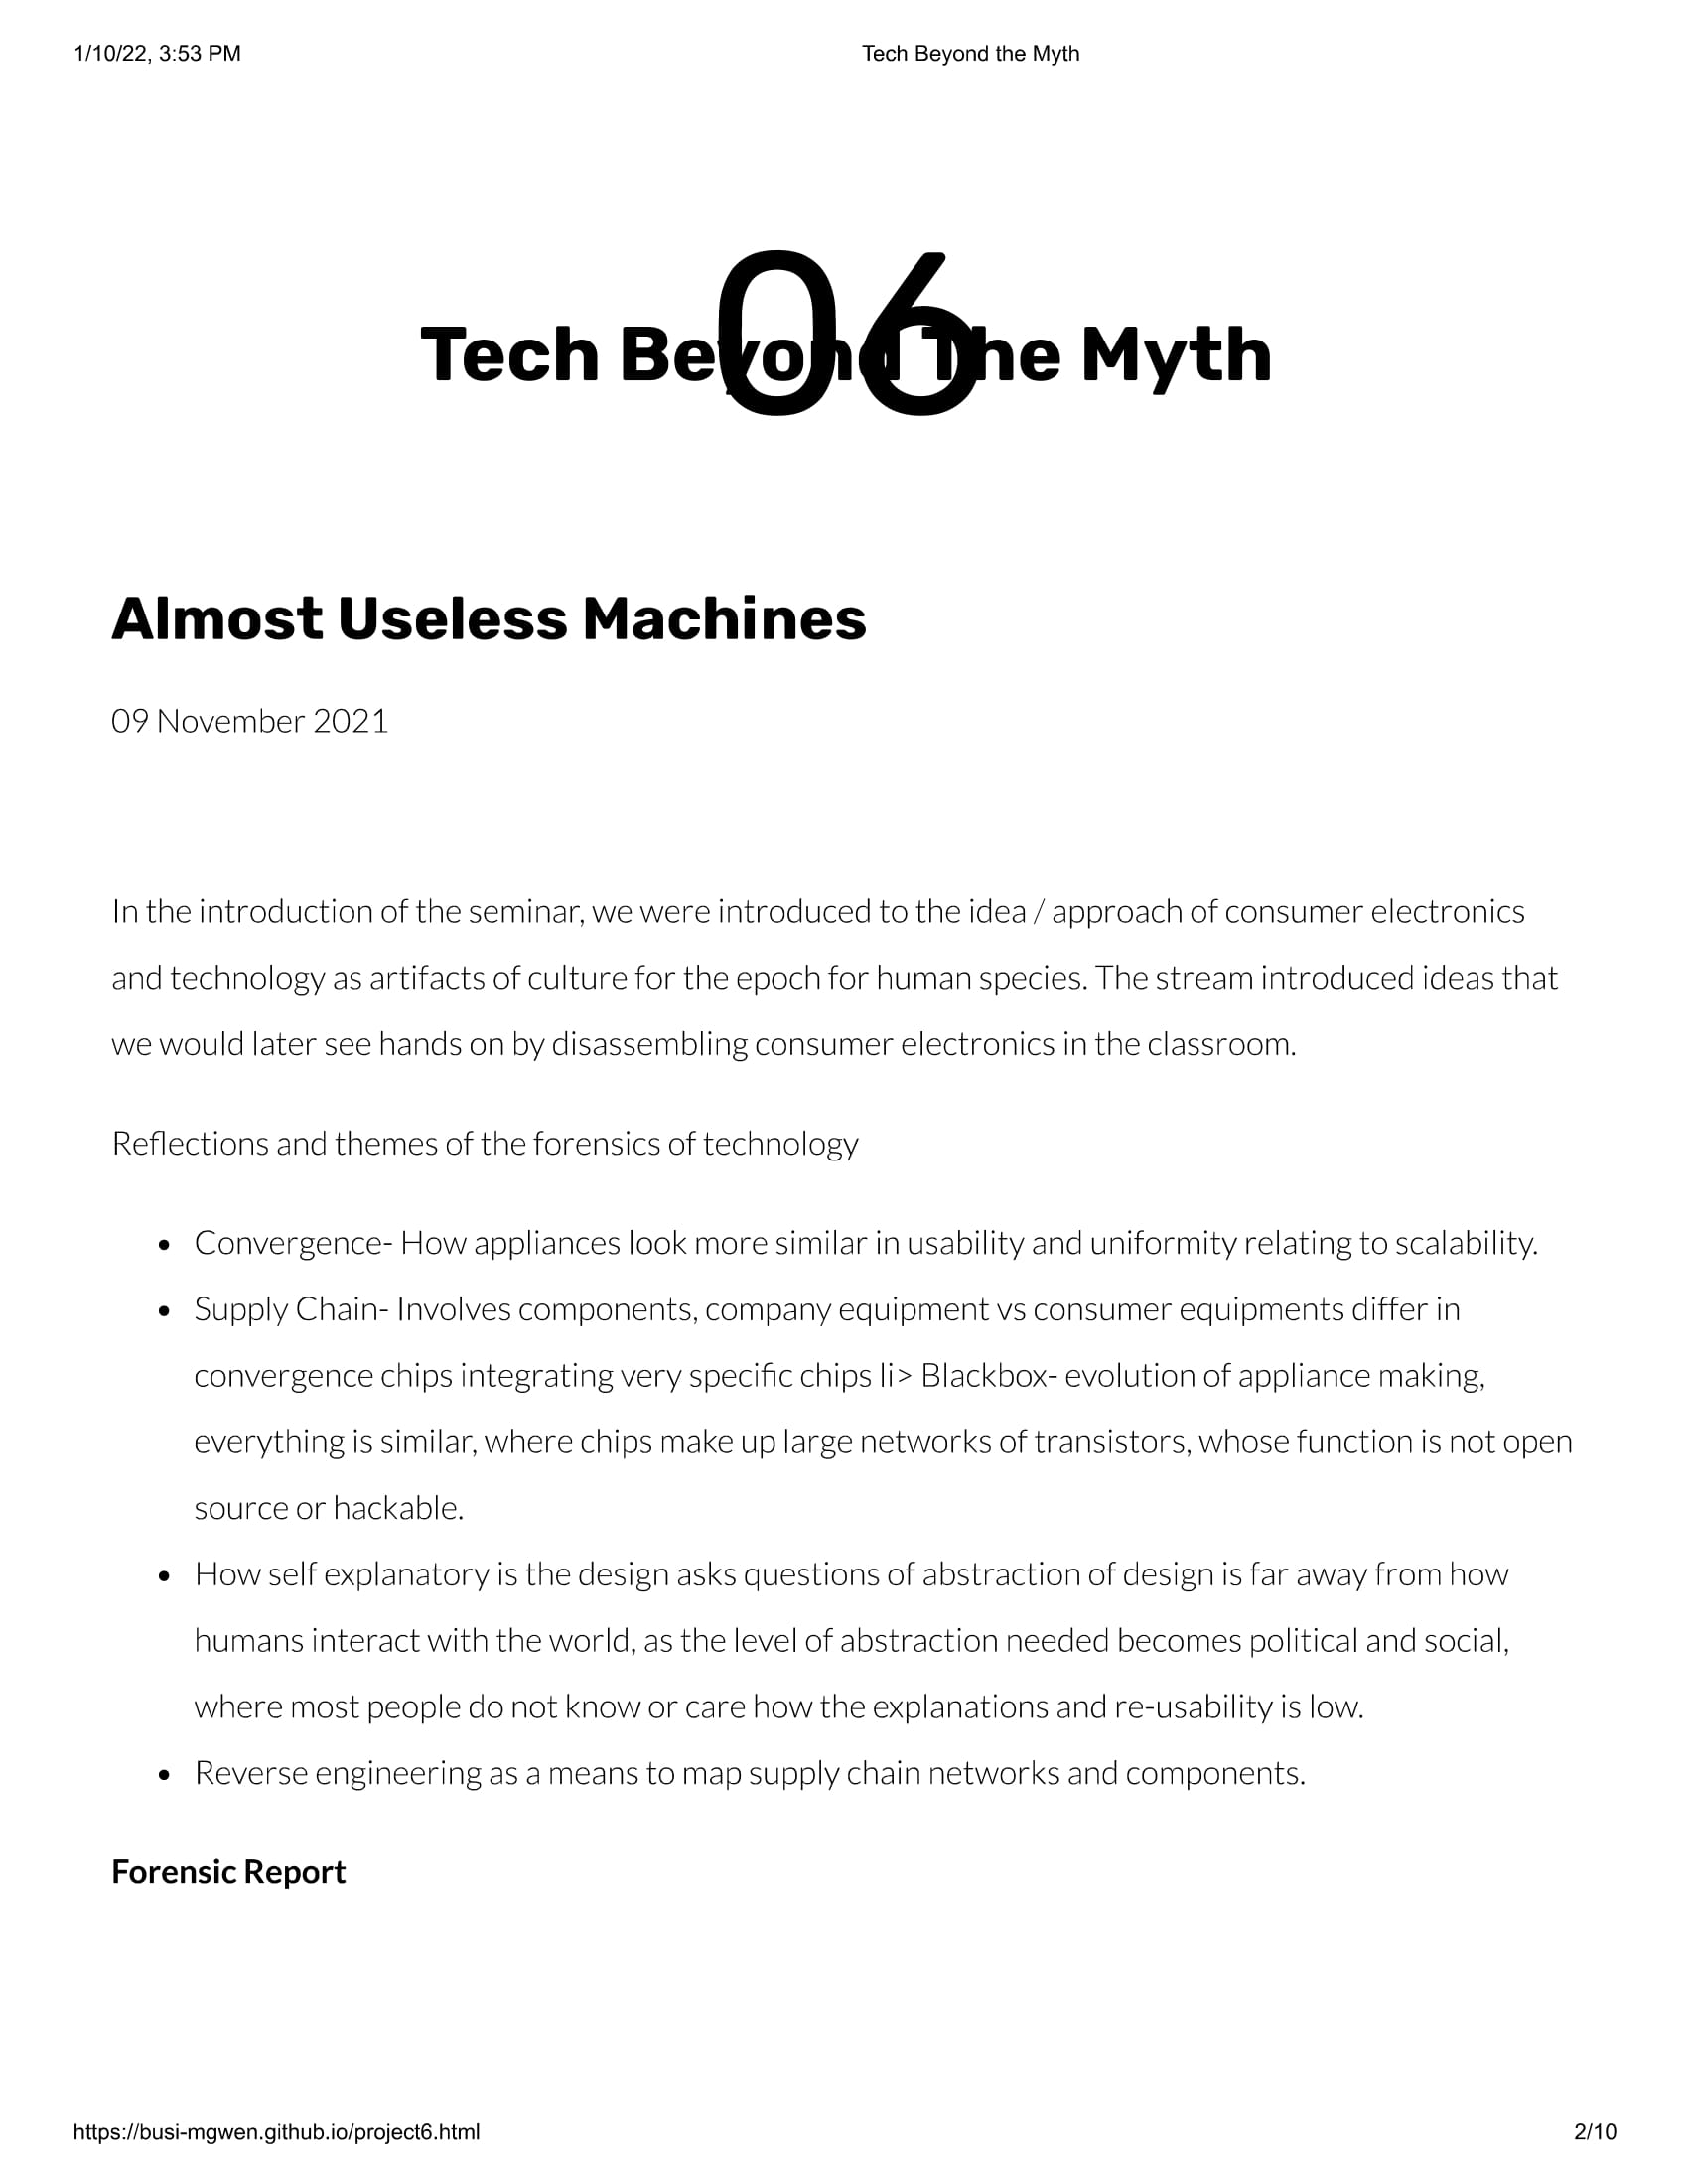 1/10/22, 3:53 PM
Tech Beyond the Myth
06
Tech Beyond The Myth
Almost Useless Machines
09 November 2021
In the introduction of the seminar, we were introduced to the idea / approach of consumer electronics
and technology as artifacts of culture for the epoch for human species. The stream introduced ideas that
we would later see hands on by disassembling consumer electronics in the classroom.
Reflections and themes of the forensics of technology
• Convergence- How appliances look more similar in usability and uniformity relating to scalability.
• Supply Chain- Involves components, company equipment vs consumer equipments differ in
convergence chips integrating very specific chips li> Blackbox- evolution of appliance making,
everything is similar, where chips make up large networks of transistors, whose function is not open
source or hackable.
• How self explanatory is the design asks questions of abstraction of design is far away from how
humans interact with the world, as the level of abstraction needed becomes political and social,
where most people do not know or care how the explanations and re-usability is low.
• Reverse engineering as a means to map supply chain networks and components.
Forensic Report
https://busi-mgwen.github.io/project6.html
2/10